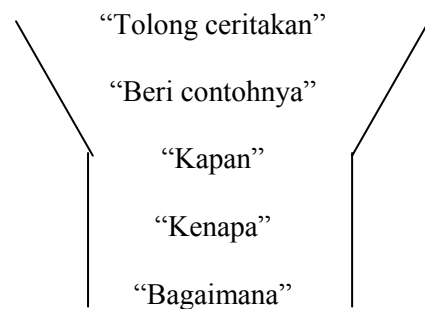 “Tolong ceritakan”
“Beri contohnya”
“Kapan”
“Kenapa”
“Bagaimana”